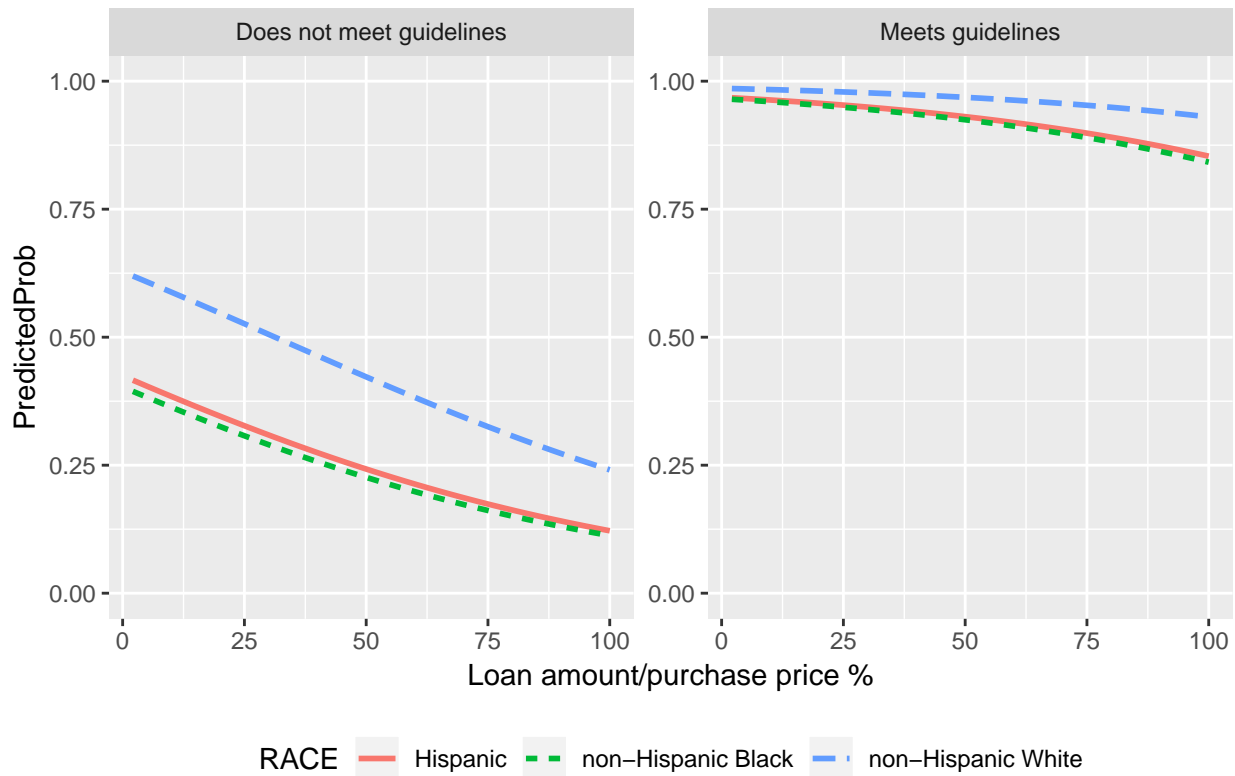 Does not meet guidelines
Meets guidelines
PredictedProb
1.00
0.75
0.50
0.25
0.00
1.00
0.75
0.50
0.25
0.00
0 25 50 75 100
0 25 50 75 100
Loan amount/purchase price %
RACE Hispanic non−Hispanic Black non−Hispanic White